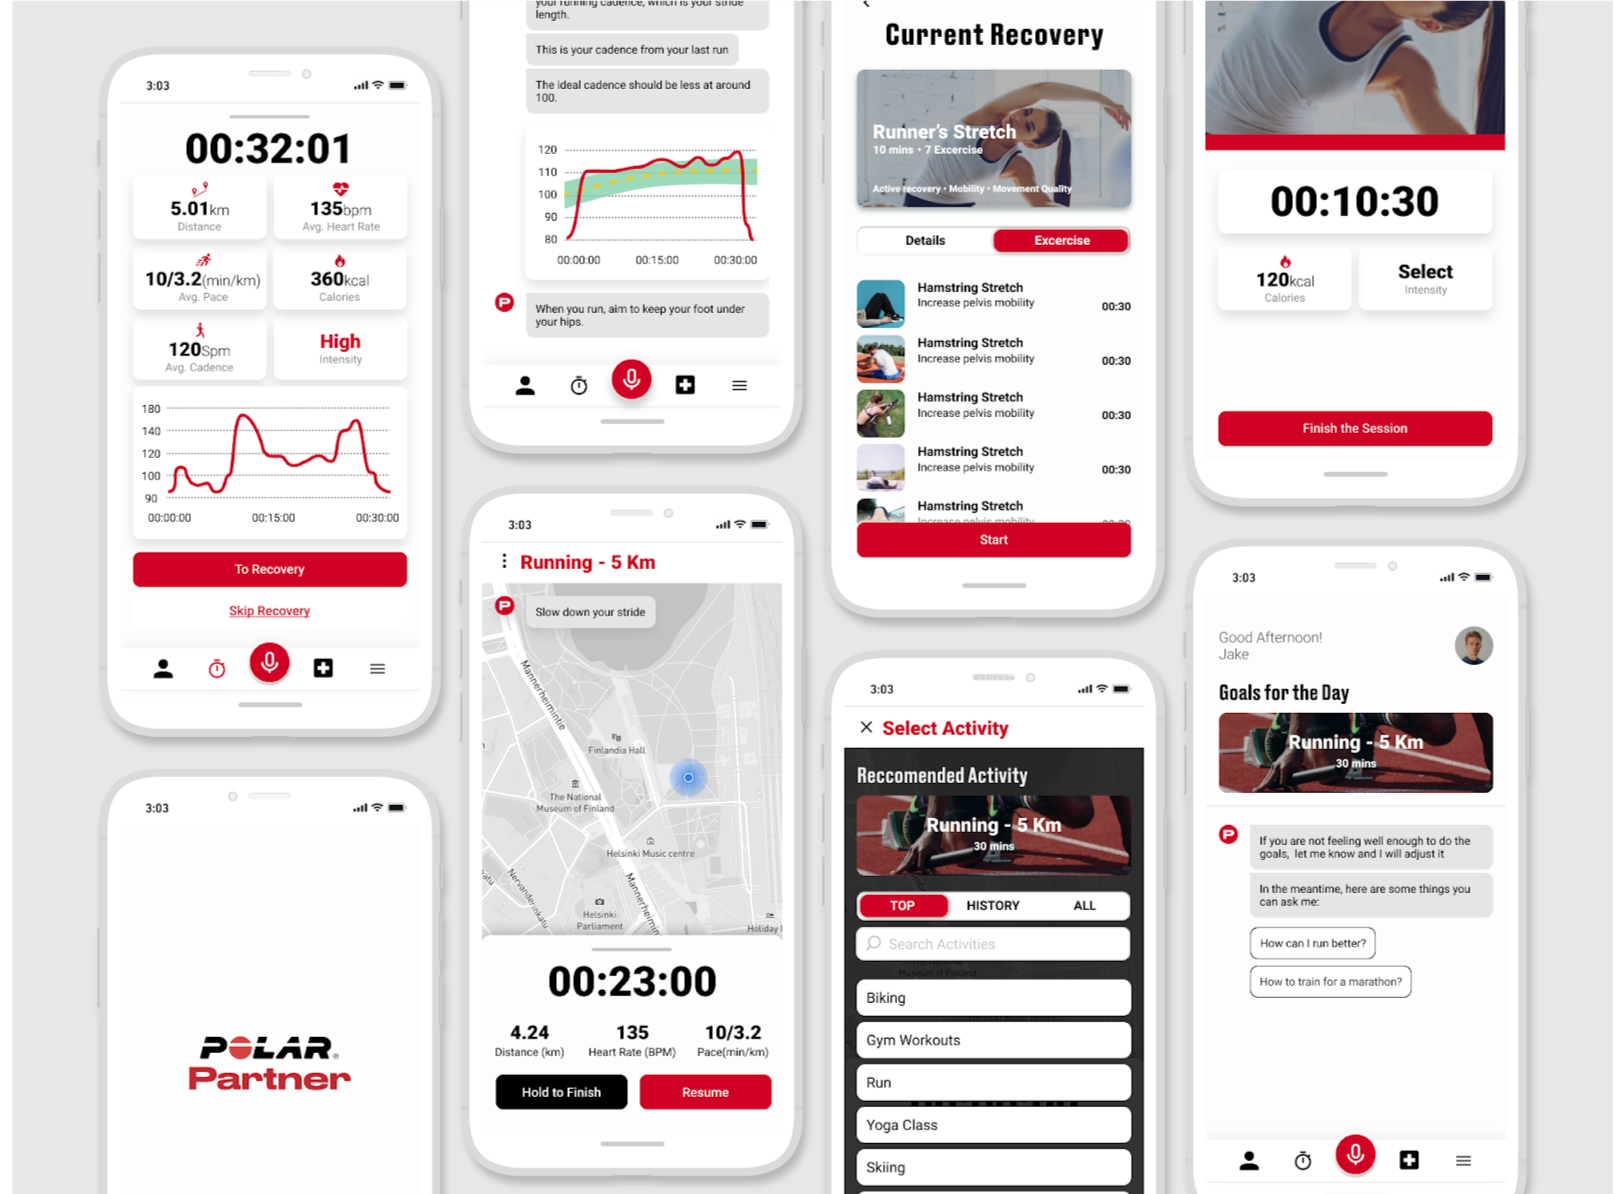 3:03
00:32:01
5.01km
Distance
135bpm
Avg. Heart Rate
10/3.2(min/km)
Avg. Pace
360kcal
Calories
120Spm
Avg. Cadence
High
Intensity
180
140
120
100
90
00:00:00
00:15:00
00:30:00
To Recovery
Skip Recovery
3:03
POLAR
Partner
your running cadence, which is your stride
length.
This is your cadence from your last run
The ideal cadence should be less at around
100.
120
110
100
90
80
00:00:00
00:15:00
00:30:00
P
When you run, aim to keep your foot under
your hips.
3:03
Running - 5 Km
P
Slow down your stride
Mannerheimintie
Finlandia Hall
The National
Museum of Finland
Helsinki Music centre
Nervanderinkatu
Mannerheimin
Helsinki
Parliament
Holiday
00:23:00
4.24
Distance (km)
135
Heart Rate (BPM)
10/3.2
Pace(min/km)
Hold to Finish
Resume
Current Recovery
Runner's Stretch
10 mins • 7 Excercise
Active recovery • Mobility • Movement Quality
Details
Excercise
Hamstring Stretch
Increase pelvis mobility
00:30
Hamstring Stretch
Increase pelvis mobility
00:30
Hamstring Stretch
Increase pelvis mobility
00:30
Hamstring Stretch
Increase pelvis mobility
00:30
Hamstring Stretch
Increase pelvis mobility
00:30
Start
3:03
Select Activity
Reccomended Activity
Running - 5 Km
30 mins
TOP
HISTORY
ALL
Search Activities
Museum of Finland
Biking
Gym Workouts
Run
Yoga Class
Skiing
00:10:30
120kcal
Calories
Select
Intensity
Finish the Session
3:03
Good Afternoon!
Jake
Goals for the Day
Running - 5 Km
30 mins
P
If you are not feeling well enough to do the
goals, let me know and I will adjust it
In the meantime, here are some things you
can ask me:
How can I run better?
How to train for a marathon?